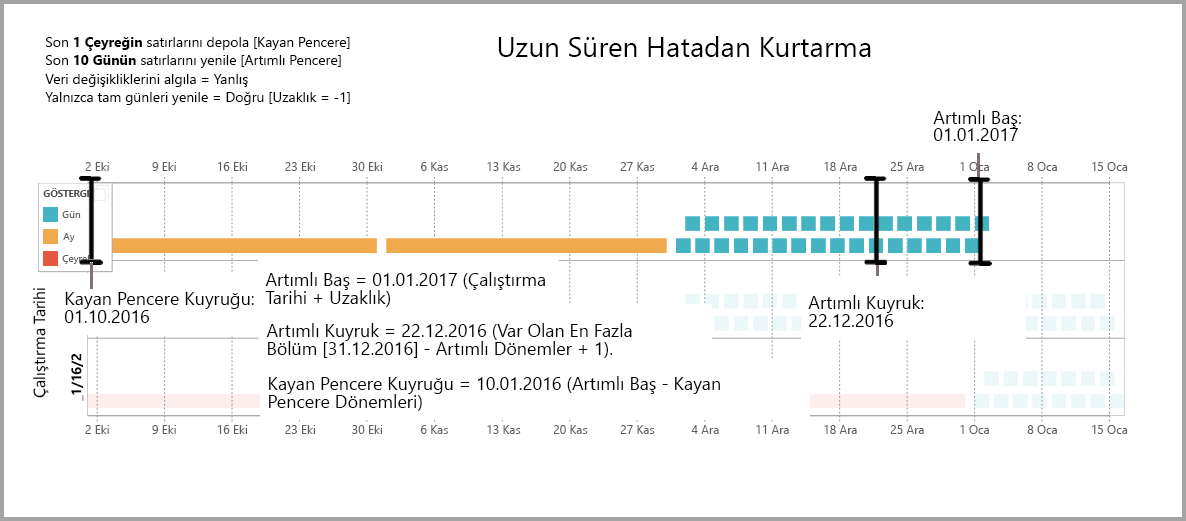 Son 1 Çeyreğin satırlarını depola [Kayan Pencere]
Son 10 Günün satırlarını yenile [Artımlı Pencere]
Veri değişikliklerini algıla = Yanlış
Yalnızca tam günleri yenile = Doğru [Uzaklık = -1]
Uzun Süren Hatadan Kurtarma
Artımlı Baş:
01.01.2017
2 Eki 9 Eki 16 Eki 23 Eki 30 Eki 6 Kas 13 Kas 20 Kas 27 Kas 4 Ara 11 Ara 18 Ara 25 Ara 1 Oca 8 Oca 15 Oca
GÖSTERGE
Gün
Ay
Çeyrek
Kayan Pencere Kuyruğu:
01.10.2016
Artımlı Baş = 01.01.2017 (Çalıştırma
Tarihi + Uzaklık)
Artımlı Kuyruk = 22.12.2016 (Var Olan En Fazla
Bölüm [31.12.2016] - Artımlı Dönemler + 1).
Kayan Pencere Kuyruğu = 10.01.2016 (Artımlı Baş - Kayan
Pencere Dönemleri)
Artımlı Kuyruk:
22.12.2016
Çalıştırma Tarihi
1/16/2
2 Eki 9 Eki 16 Eki 23 Eki 30 Eki 6 Kas 13 Kas 20 Kas 27 Kas 4 Ara 11 Ara 18 Ara 25 Ara 1 Oca 8 Oca 15 Oca